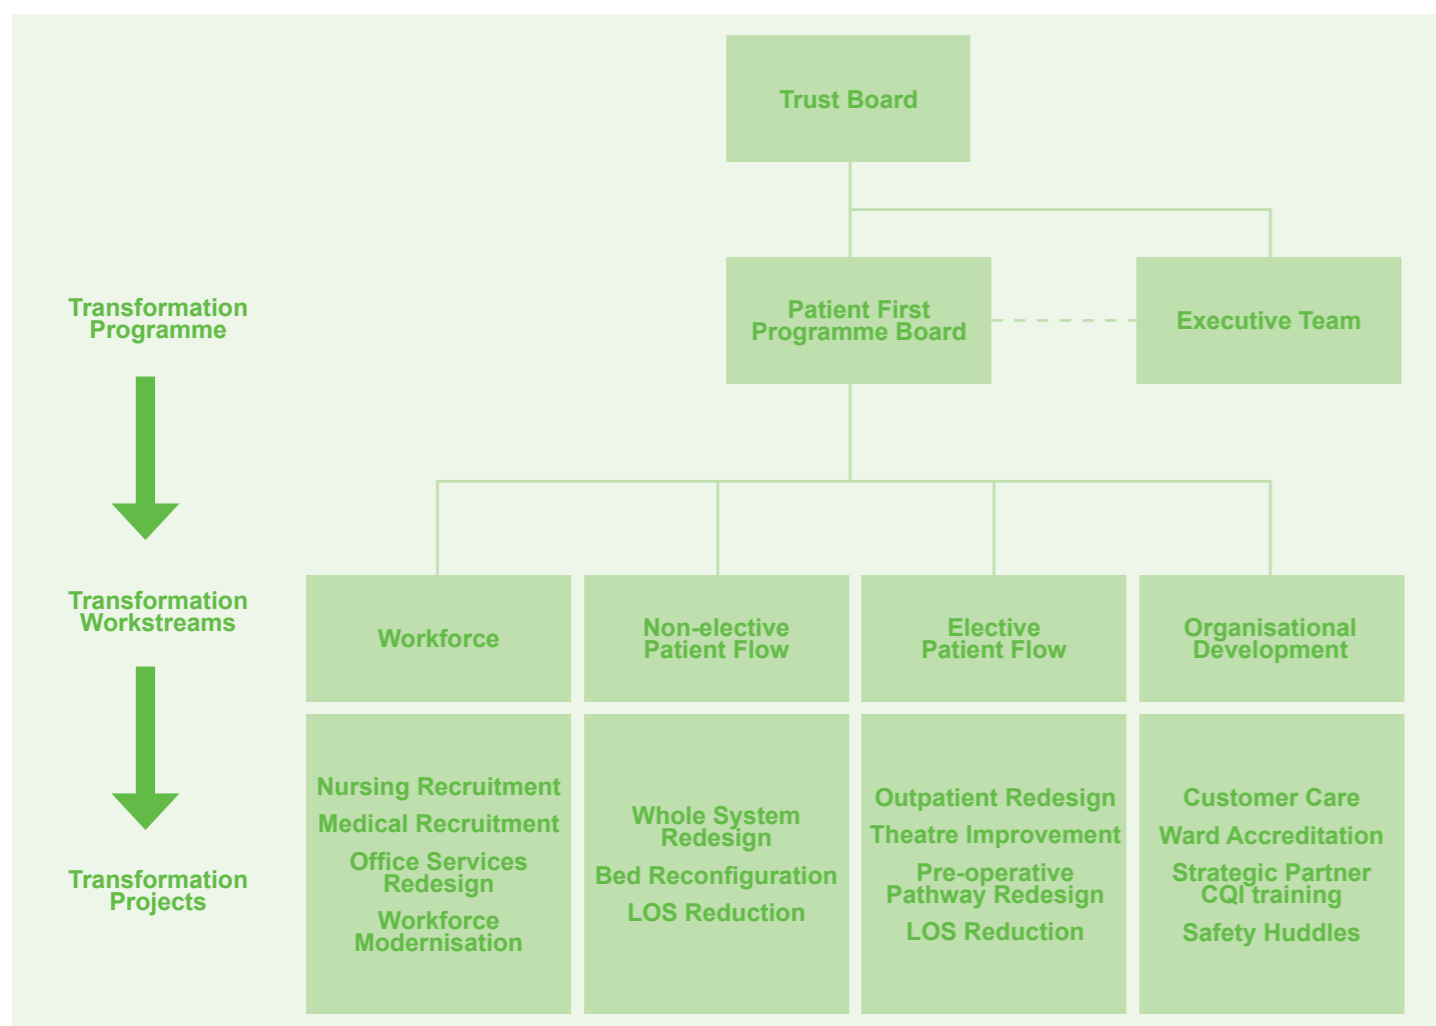 Trust Board
Transformation
Programme
Patient First
Programme Board
Executive Team
Transformation
Workstreams
Workforce
Non-elective
Patient Flow
Elective
Patient Flow
Organisational
Development
Transformation
Projects
Nursing Recruitment
Medical Recruitment
Office Services
Redesign
Workforce
Modernisation
Whole System
Redesign
Bed Reconfiguration
LOS Reduction
Outpatient Redesign
Theatre Improvement
Pre-operative
Pathway Redesign
LOS Reduction
Customer Care
Ward Accreditation
Strategic Partner
CQI training
Safety Huddles